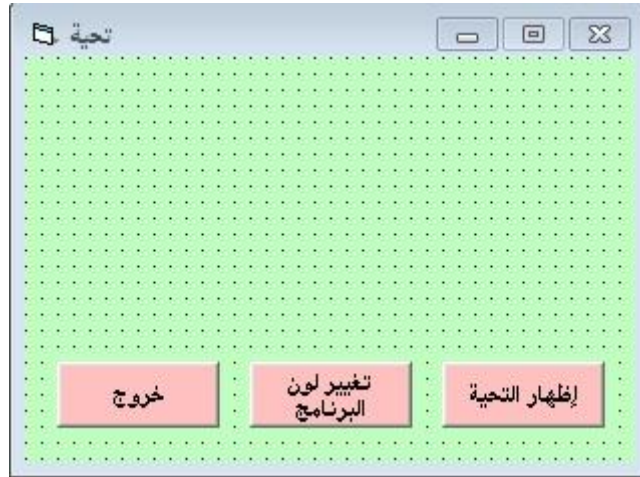 تحية
إظهار التحية
تغيير لون
البرنامج
خروج